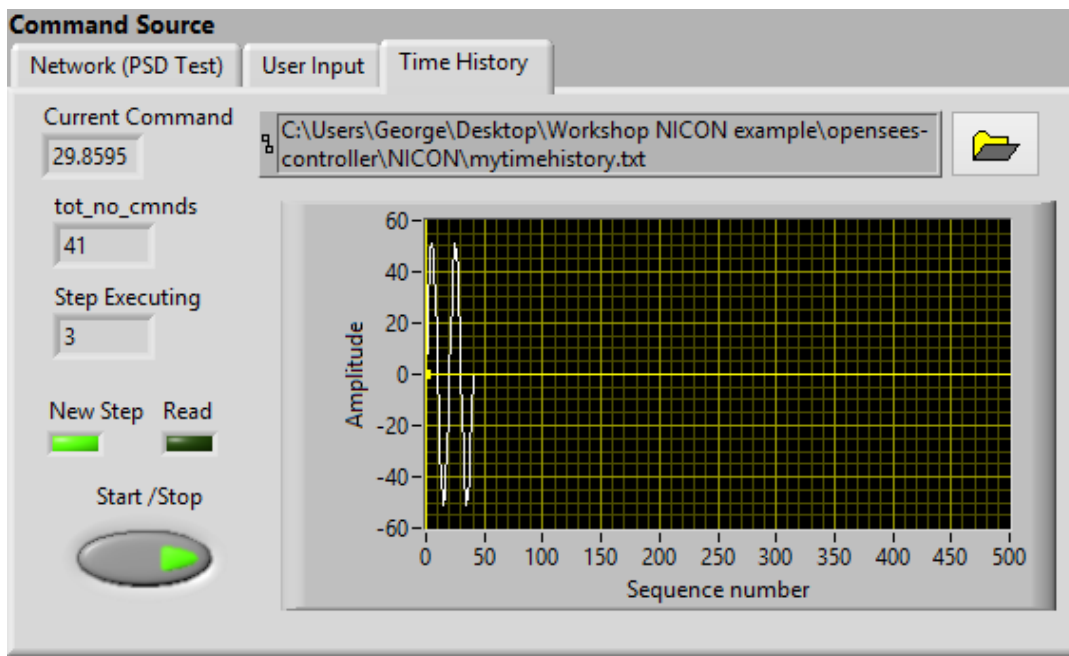 Command Source
Network (PSD Test) User Input Time History
Current Command
29.8595
C:\Users\George\Desktop\Workshop NICON example\opensees-
controller\NICON\mytimehistory.txt
tot_no_cmnds
41
Step Executing
3
New Step Read
Start /Stop
Amplitude
60
40
20
0
-20
-40
-60
0 50 100 150 200 250 300 350 400 450 500
Sequence number